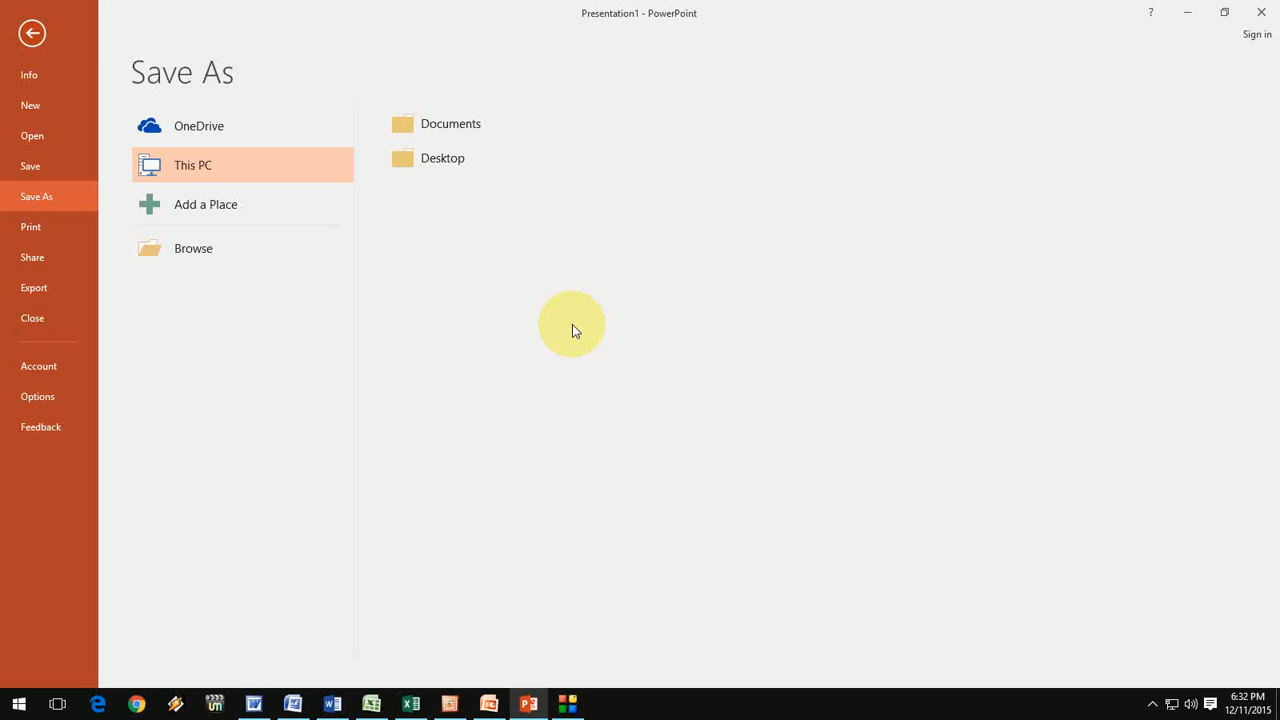 Presentation1 - PowerPoint
?
Sign in
Info
New
Open
Save
Save As
Print
Share
Export
Close
Account
Options
Feedback
Save As
OneDrive
This PC
Add a Place
Browse
Documents
Desktop
6:32 PM
12/11/2015